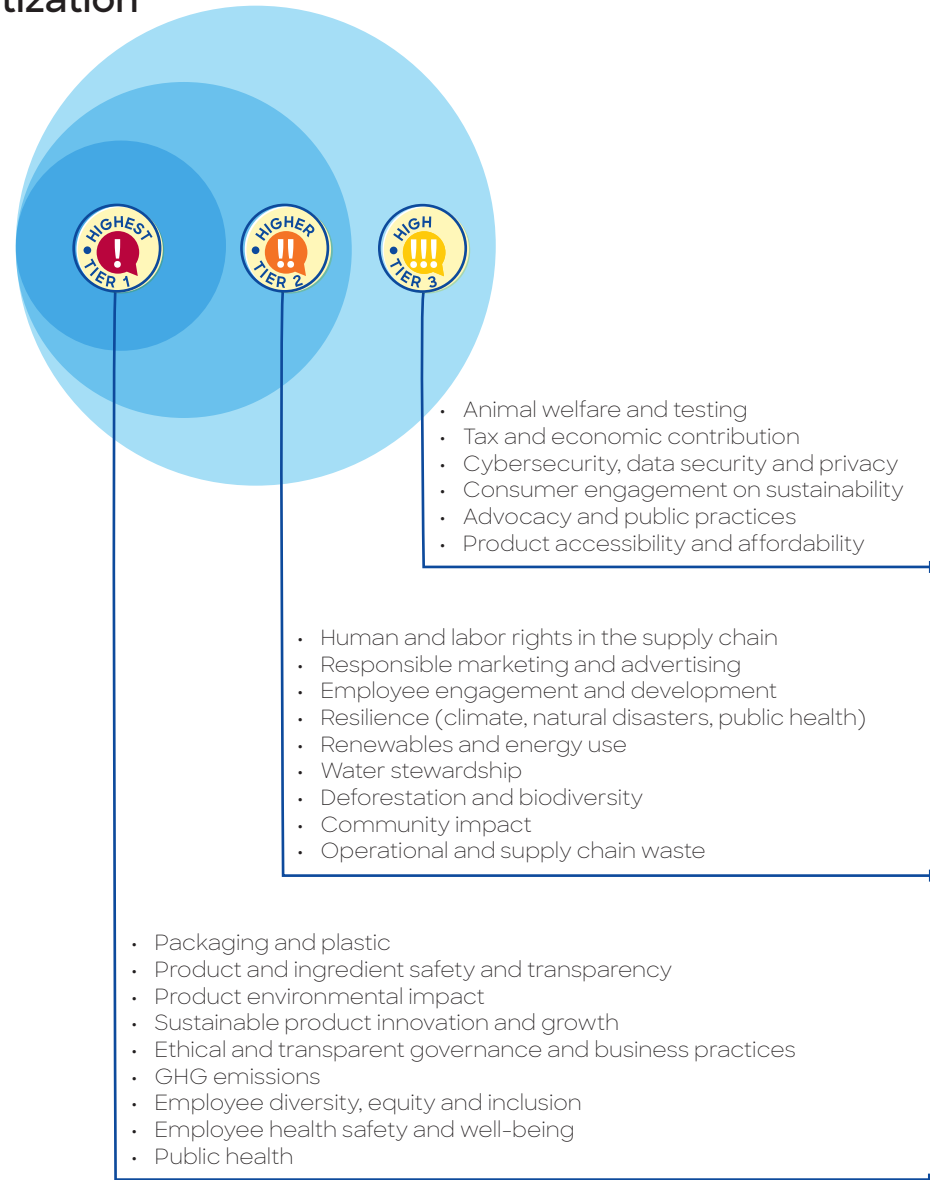 tization
HIGHEST
TIER 1
HIGHER
TIER 2
HIGH
TIER 3
• Animal welfare and testing
• Tax and economic contribution
• Cybersecurity, data security and privacy
• Consumer engagement on sustainability
• Advocacy and public practices
• Product accessibility and affordability
• Human and labor rights in the supply chain
• Responsible marketing and advertising
• Employee engagement and development
• Resilience (climate, natural disasters, public health)
• Renewables and energy use
• Water stewardship
• Deforestation and biodiversity
• Community impact
• Operational and supply chain waste
• Packaging and plastic
• Product and ingredient safety and transparency
• Product environmental impact
• Sustainable product innovation and growth
• Ethical and transparent governance and business practices
• GHG emissions
• Employee diversity, equity and inclusion
• Employee health safety and well-being
• Public health